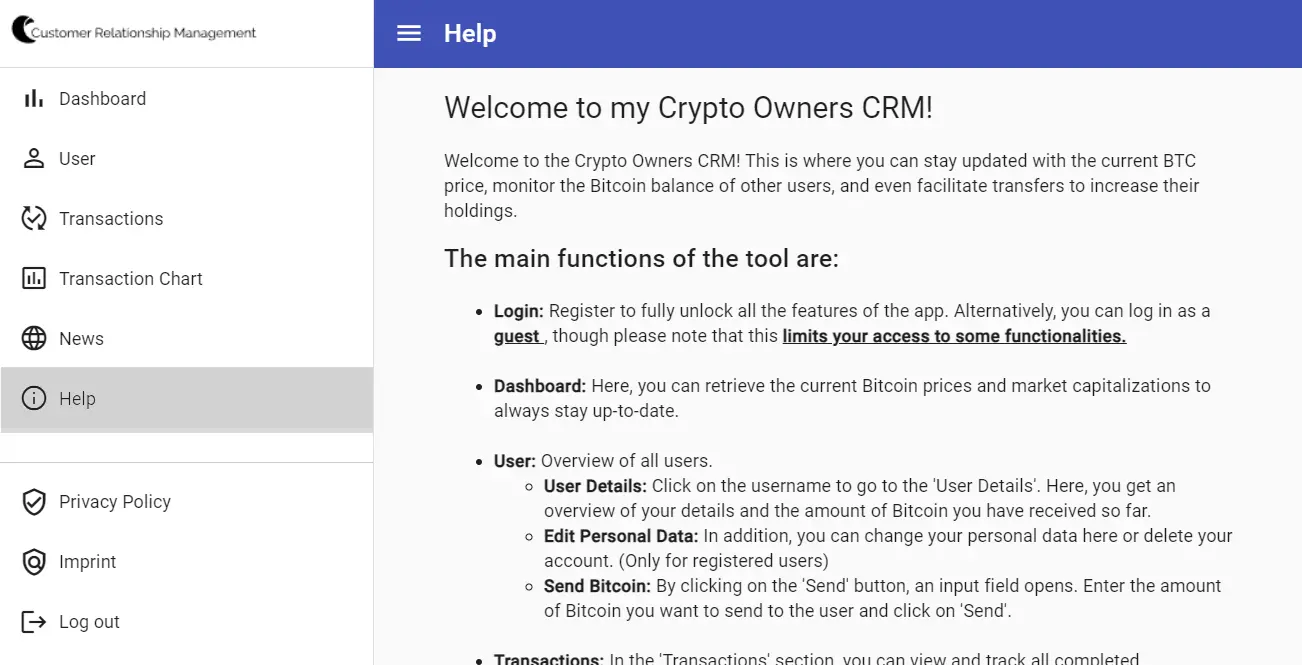 Customer Relationship Management
Dashboard
User
Transactions
Transaction Chart
News
Help
Privacy Policy
Imprint
Log out
Help
Welcome to my Crypto Owners CRM!
Welcome to the Crypto Owners CRM! This is where you can stay updated with the current BTC
price, monitor the Bitcoin balance of other users, and even facilitate transfers to increase their
holdings.
The main functions of the tool are:
• Login: Register to fully unlock all the features of the app. Alternatively, you can log in as a
guest , though please note that this limits your access to some functionalities.
• Dashboard: Here, you can retrieve the current Bitcoin prices and market capitalizations to
always stay up-to-date.
• User: Overview of all users.
◦ User Details: Click on the username to go to the 'User Details'. Here, you get an
overview of your details and the amount of Bitcoin you have received so far.
◦ Edit Personal Data: In addition, you can change your personal data here or delete your
account. (Only for registered users)
◦ Send Bitcoin: By clicking on the 'Send' button, an input field opens. Enter the amount
of Bitcoin you want to send to the user and click on 'Send'.
• Transactions: In the 'Transactions' section, you can view and track all completed